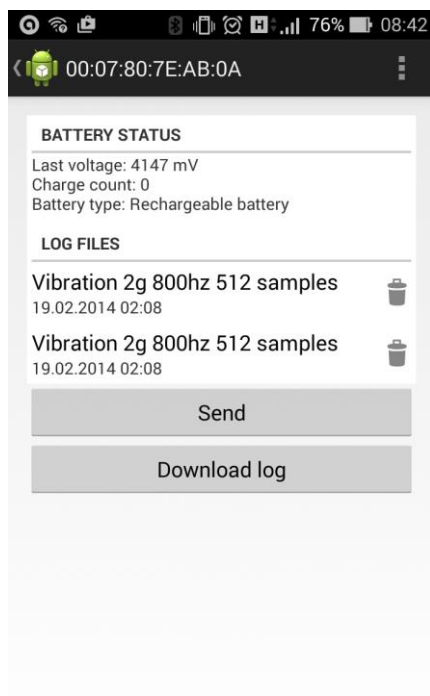 76% 08:42
00:07:80:7E:AB:0A
BATTERY STATUS
Last voltage: 4147 mV
Charge count: 0
Battery type: Rechargeable battery
LOG FILES
Vibration 2g 800hz 512 samples
19.02.2014 02:08
Vibration 2g 800hz 512 samples
19.02.2014 02:08
Send
Download log